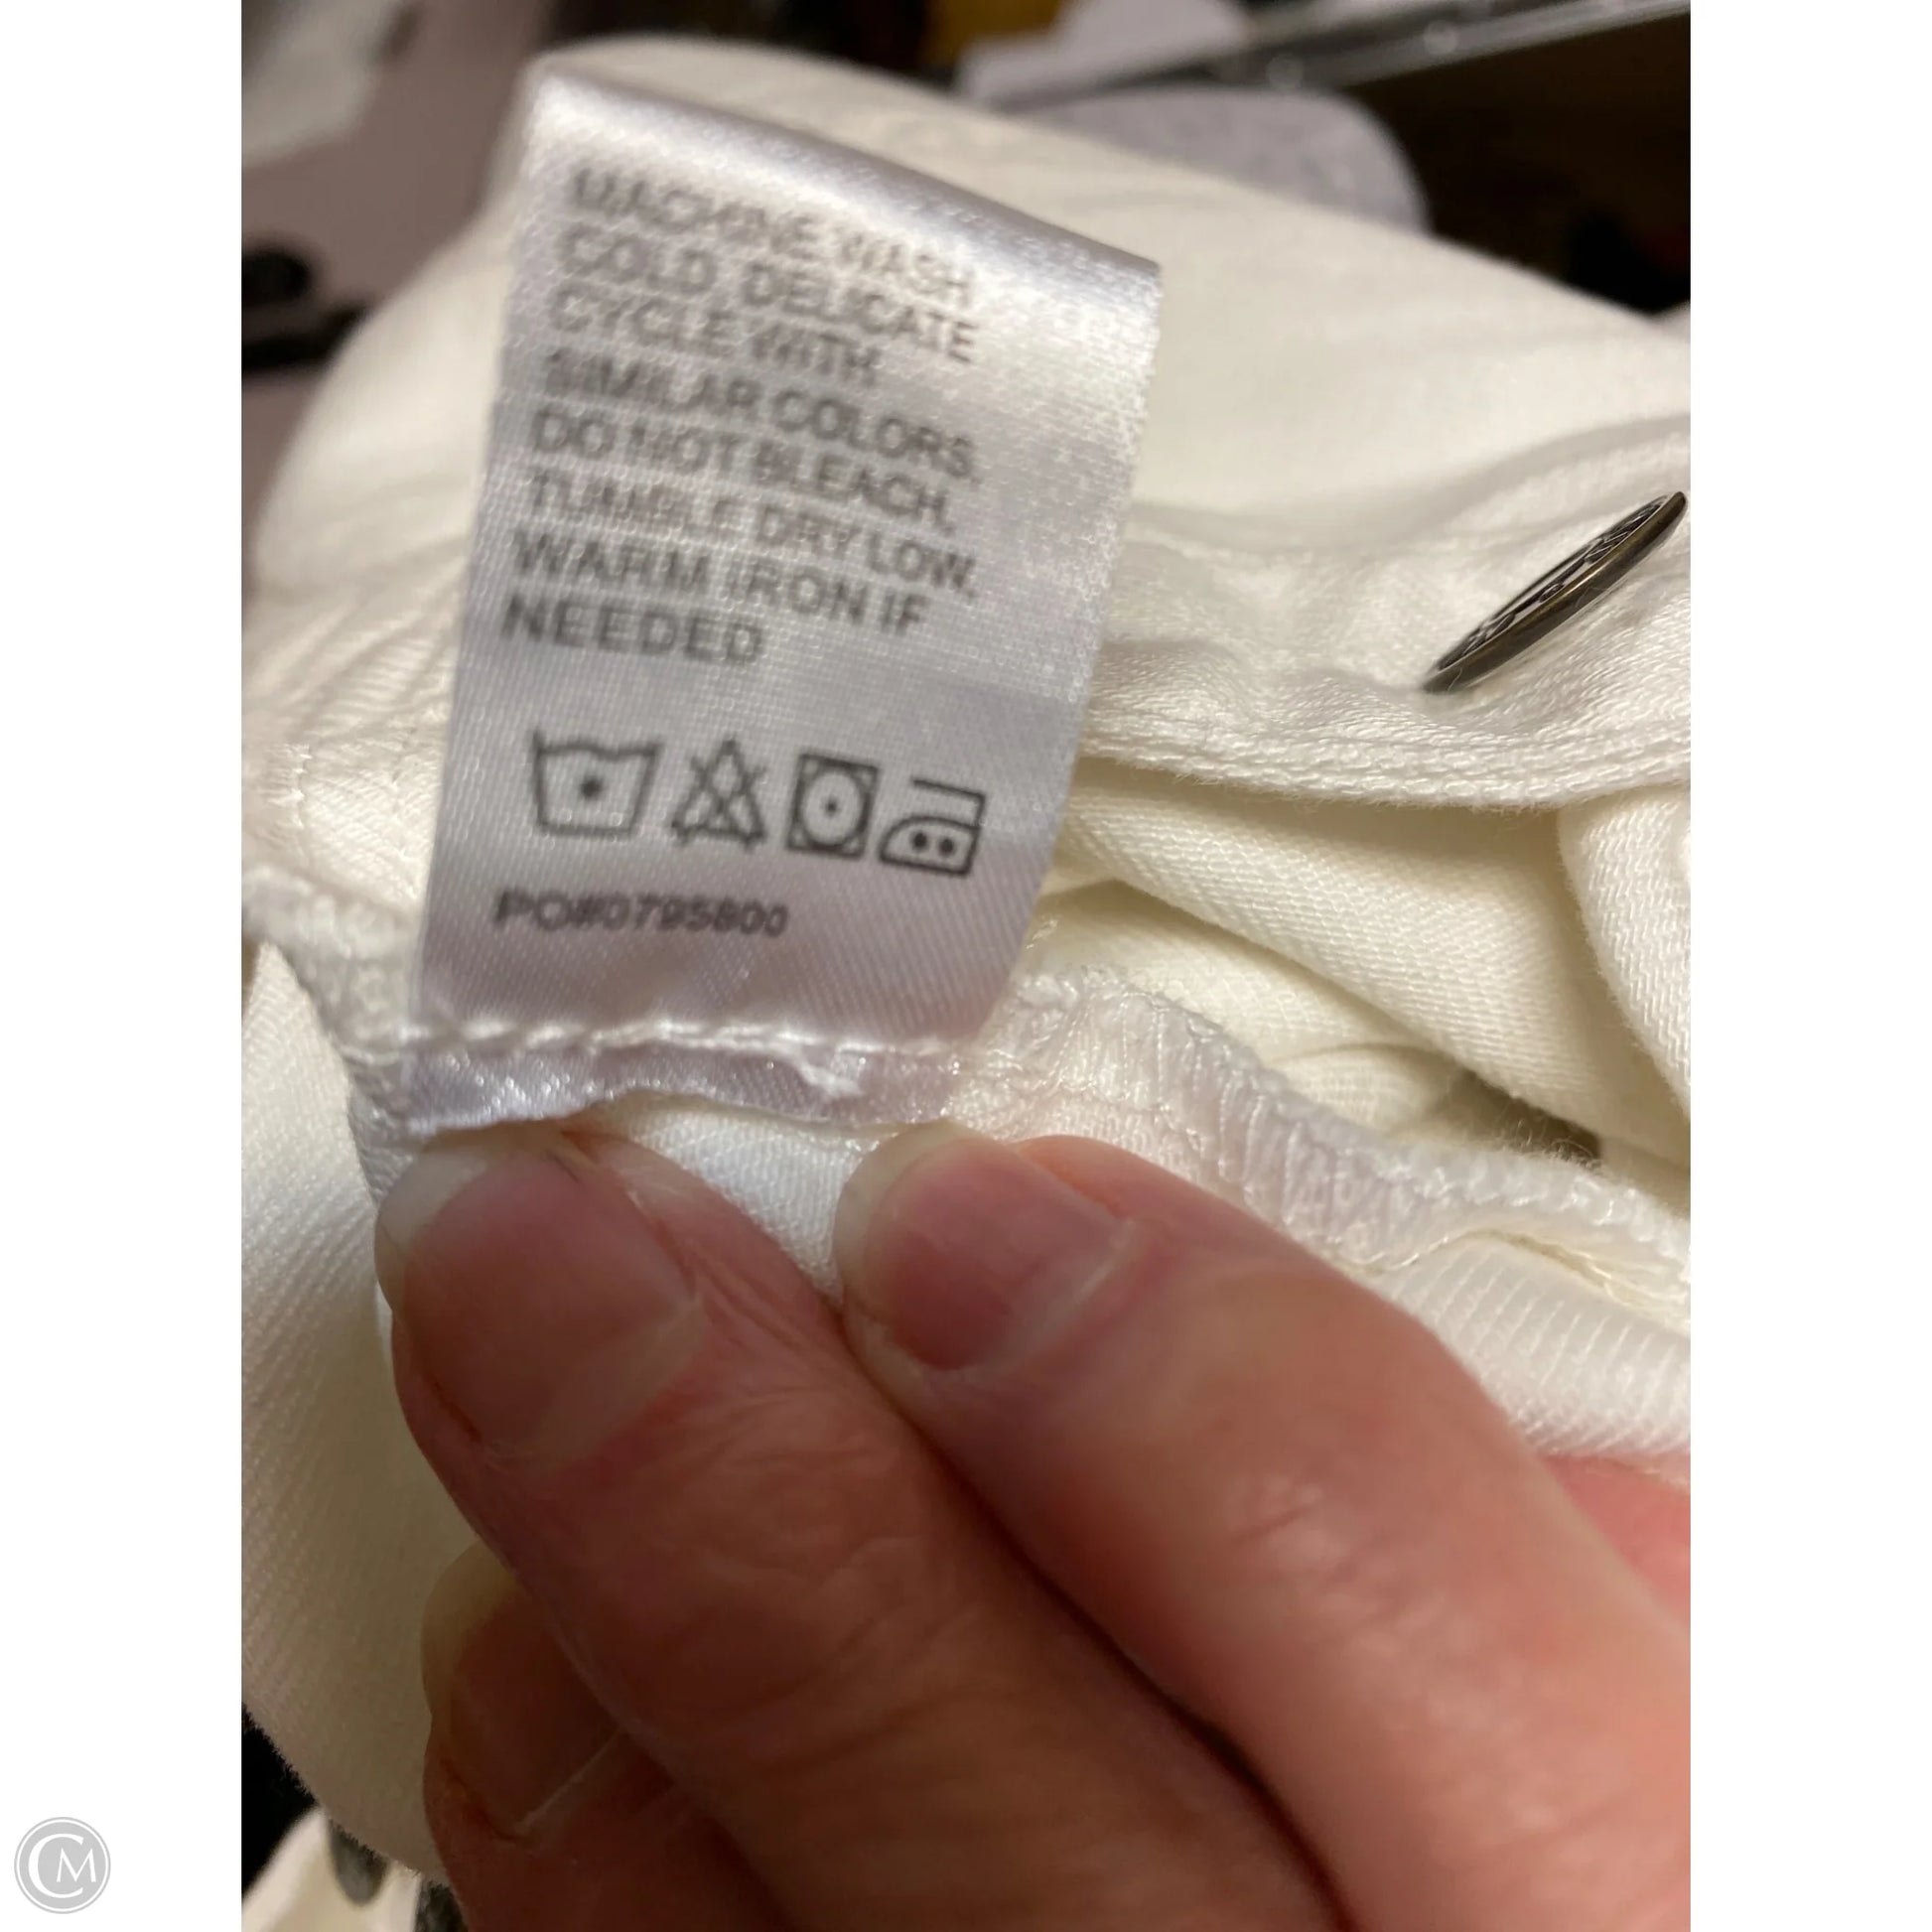 MACHINE WASH
COLD, DELICATE
CYCLE WITH
SIMILAR COLORS.
DO NOT BLEACH.
TUMBLE DRY LOW.
WARM IRON IF
NEEDED
PO#0795800
CM